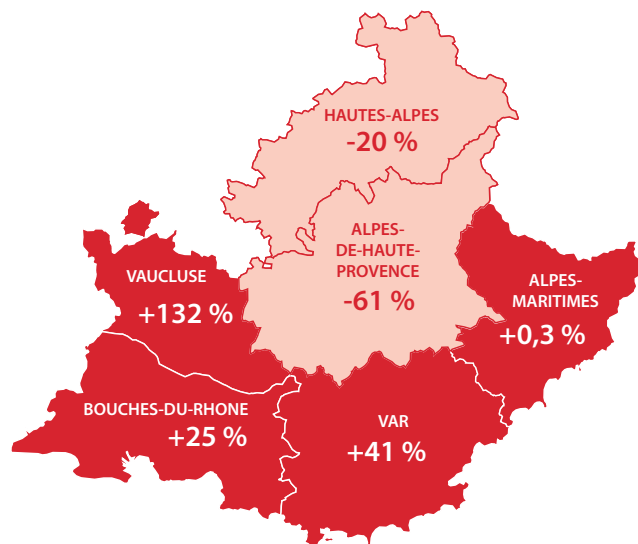 HAUTES-ALPES
-20 %
ALPES-
DE-HAUTE-
PROVENCE
-61 %
VAUCLUSE
+132 %
ALPES-
MARITIMES
+0,3 %
BOUCHES-DU-RHONE
+25 %
VAR
+41 %